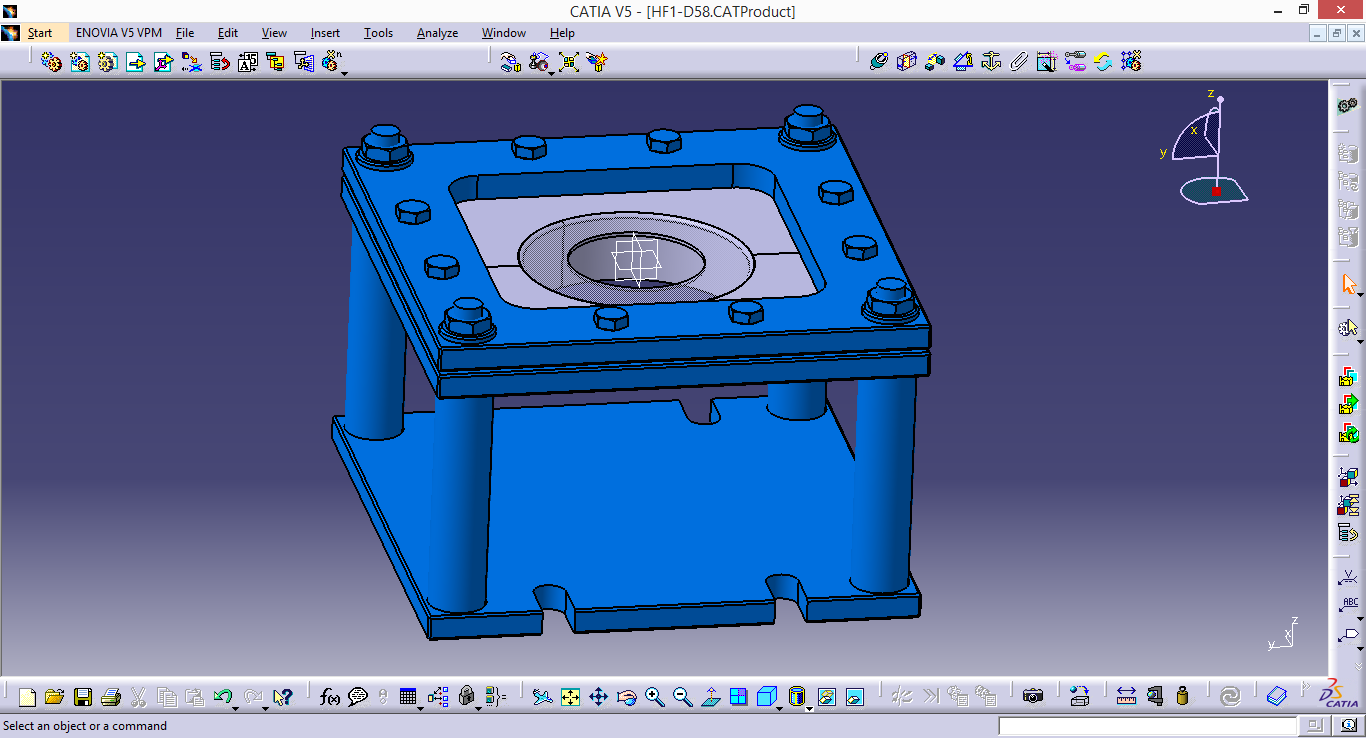 CATIA V5 - [HF1-D58.CATProduct]
Start ENOVIA V5 VPM File Edit View Insert Tools Analyze Window Help
z
x
y
z
x
y
ABC
f(x)
CATIA
Select an object or a command